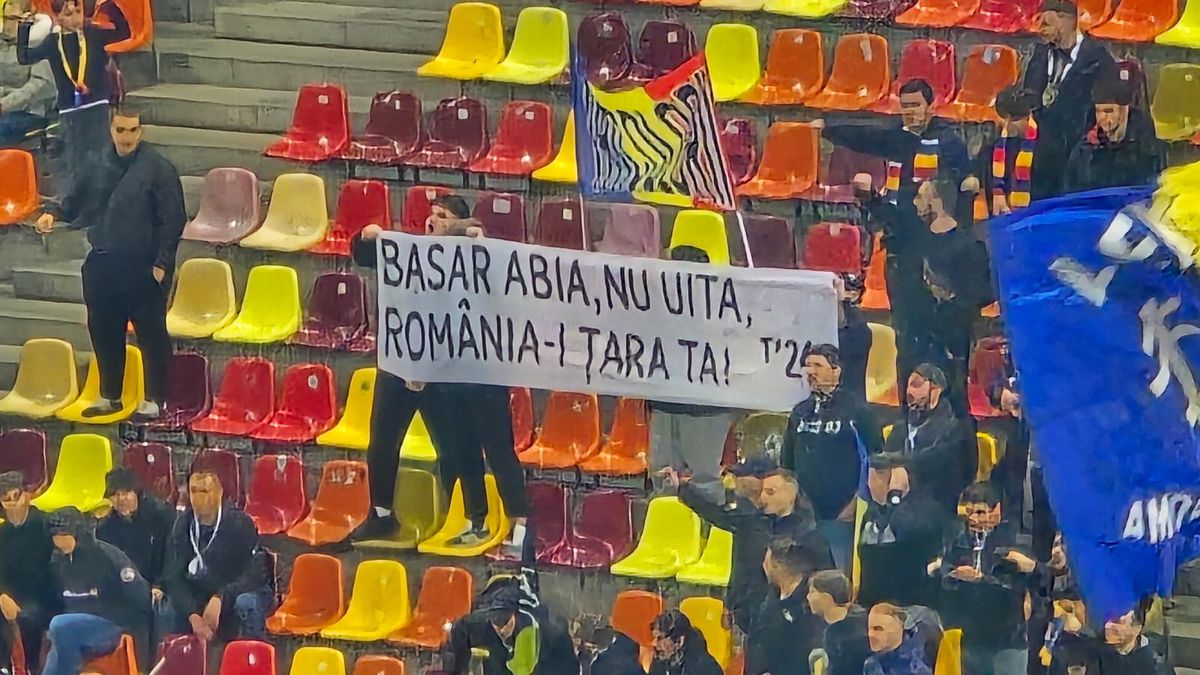 BASAR ABIA, NU UITA,
ROMÂNIA-I ȚARA TA!